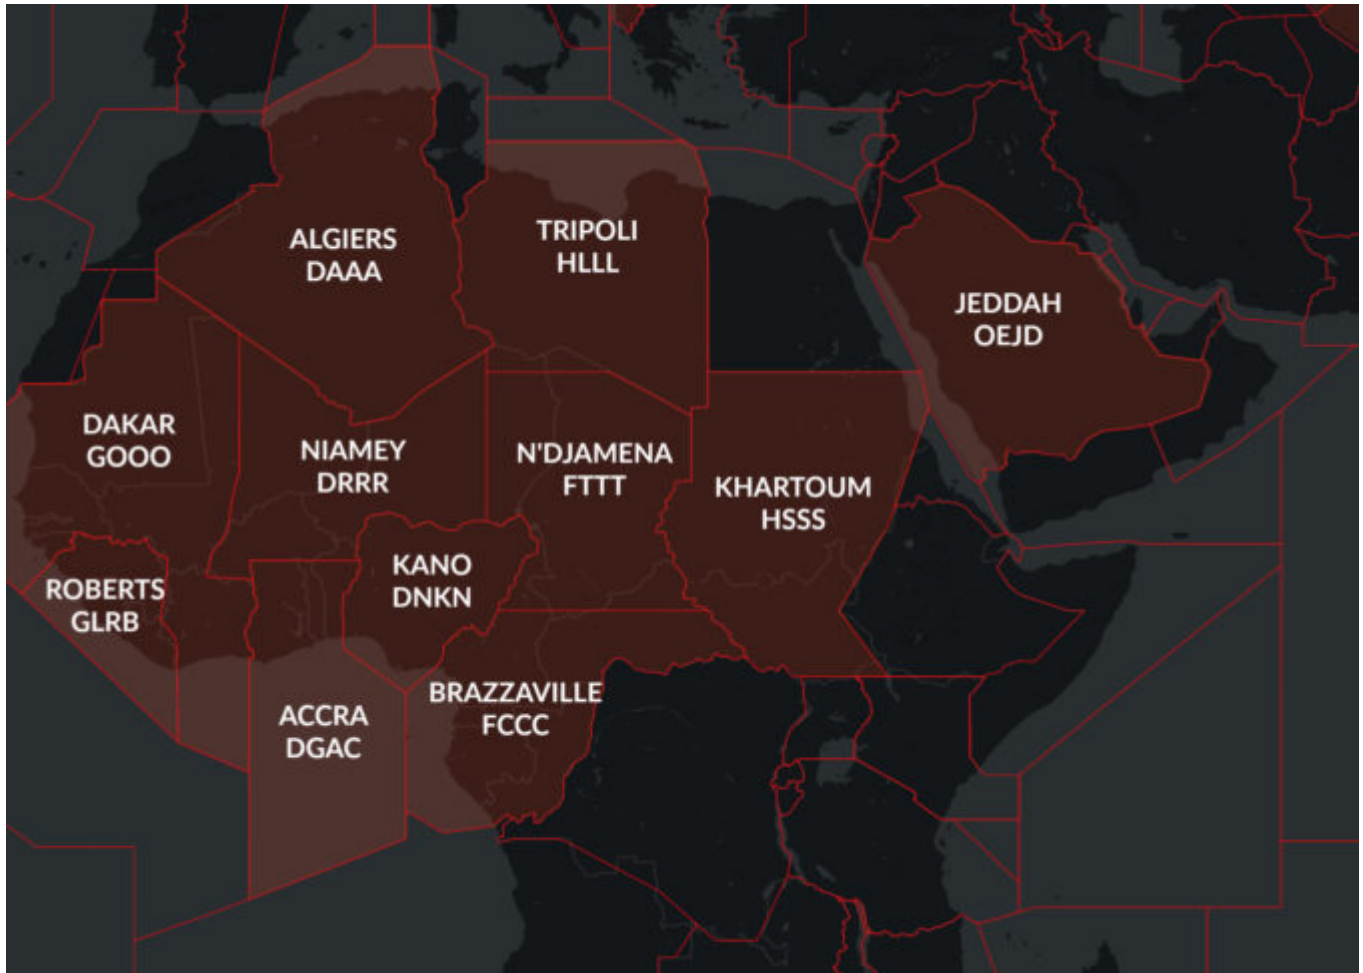 ALGIERS
DAAA
TRIPOLI
HLLL
JEDDAH
OEJD
DAKAR
GOOO
NIAMEY
DRRR
N'DJAMENA
FTTT
KHARTOUM
HSSS
KANO
DNKN
ROBERTS
GLRB
BRAZZAVILLE
FCCC
ACCRA
DGAC